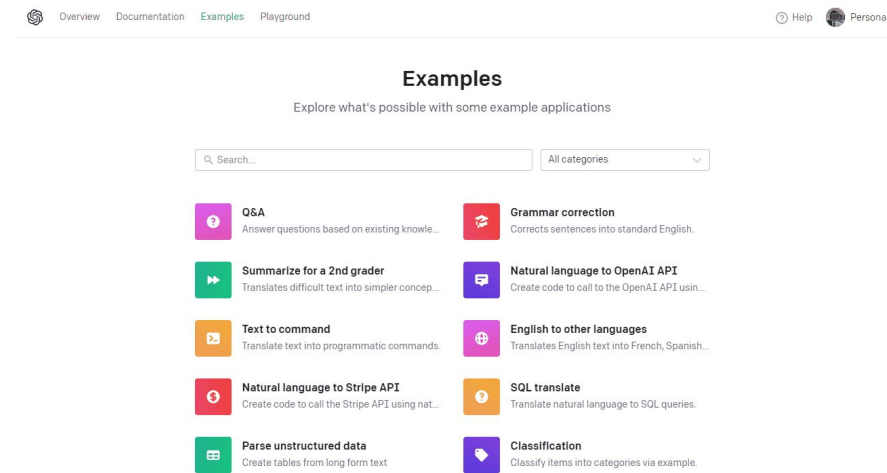 Overview Documentation Examples Playground Help Persona
Examples
Explore what's possible with some example applications
Search...
All categories
Q&A
Answer questions based on existing knowle...
Grammar correction
Corrects sentences into standard English.
Summarize for a 2nd grader
Translates difficult text into simpler concep...
Natural language to OpenAI API
Create code to call to the OpenAI API usin...
Text to command
Translate text into programmatic commands.
English to other languages
Translates English text into French, Spanish...
Natural language to Stripe API
Create code to call the Stripe API using nat...
SQL translate
Translate natural language to SQL queries.
Parse unstructured data
Create tables from long form text
Classification
Classify items into categories via example.